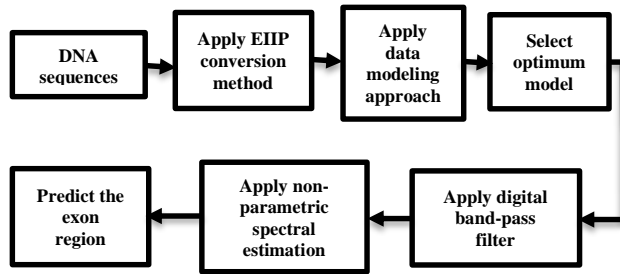 DNA
sequences
Apply EIIP
conversion
method
Apply
data
modeling
approach
Select
optimum
model
Predict the
exon
region
Apply non-
parametric
spectral
estimation
Apply digital
band-pass
filter